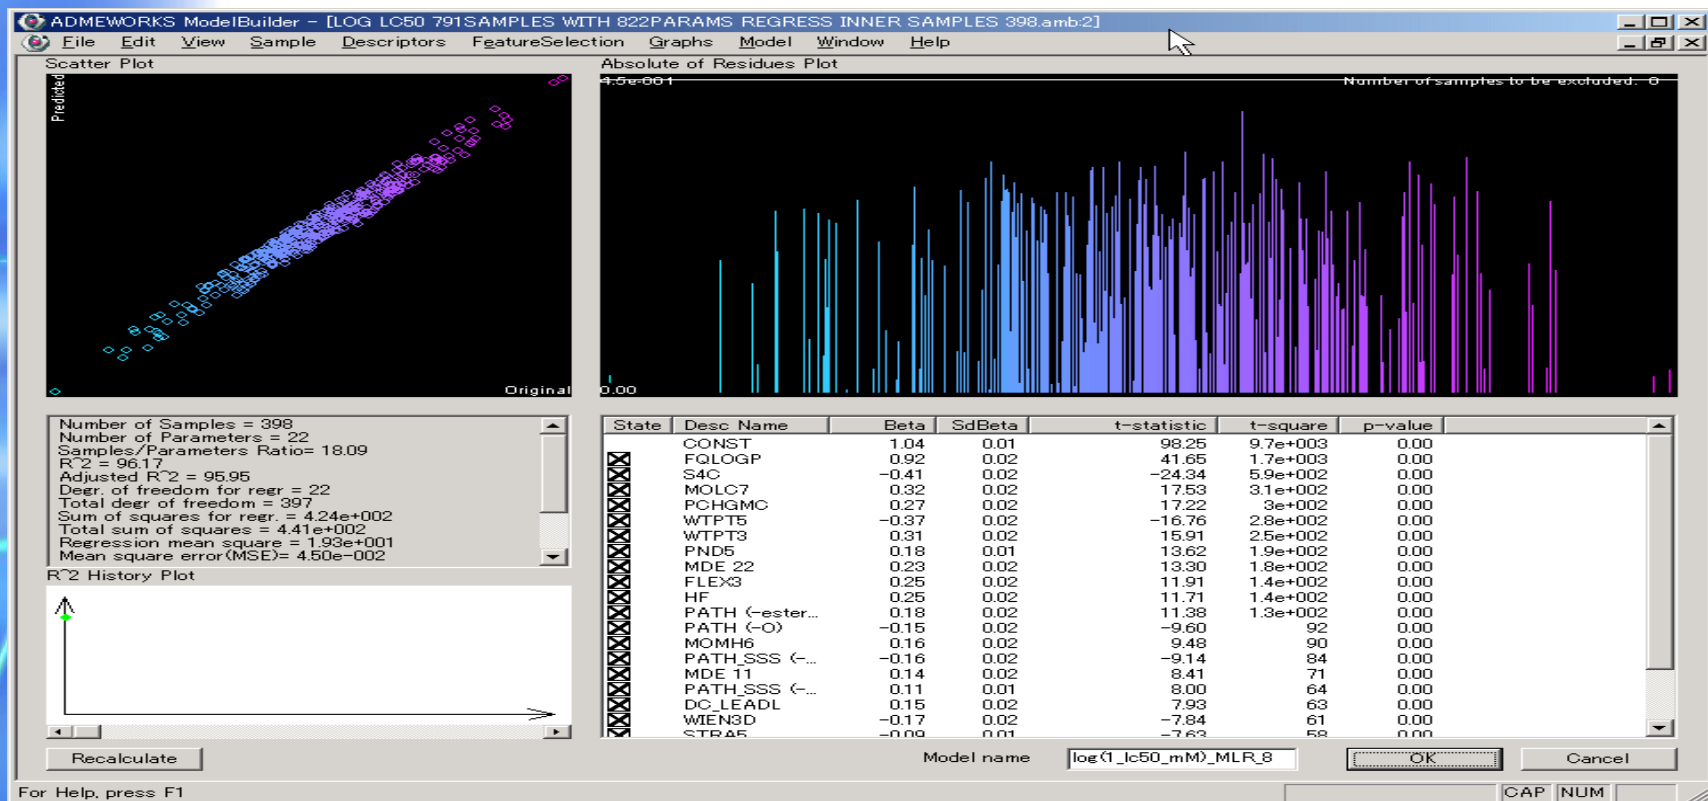 ADMEWORKS ModelBuilder - [LOG LC50 791SAMPLES WITH 822PARAMS REGRESS INNER SAMPLES 398.amb:2]
File Edit View Sample Descriptors FeatureSelection Graphs Model Window Help
Scatter Plot
Predicted
Original
Absolute of Residues Plot
4.5e-001 Number of samples to be excluded: 0
0.00
Number of Samples = 398
Number of Parameters = 22
Samples/Parameters Ratio= 18.09
R^2 = 96.17
Adjusted R^2 = 95.95
Degr. of freedom for regr = 22
Total degr of freedom = 397
Sum of squares for regr. = 4.24e+002
Total sum of squares = 4.41e+002
Regression mean square = 1.93e+001
Mean square error(MSE)= 4.50e-002
R^2 History Plot
State Desc Name Beta SdBeta t-statistic t-square p-value
CONST 1.04 0.01 98.25 9.7e+003 0.00
FQLOGP 0.92 0.02 41.65 1.7e+003 0.00
S4C -0.41 0.02 -24.34 5.9e+002 0.00
MOLC7 0.32 0.02 17.53 3.1e+002 0.00
PCHGMC 0.27 0.02 17.22 3e+002 0.00
WTPT5 -0.37 0.02 -16.76 2.8e+002 0.00
WTPT3 0.31 0.02 15.91 2.5e+002 0.00
PND5 0.18 0.01 13.62 1.9e+002 0.00
MDE 22 0.23 0.02 13.30 1.8e+002 0.00
FLEX3 0.25 0.02 11.91 1.4e+002 0.00
HF 0.25 0.02 11.71 1.4e+002 0.00
PATH (-ester... 0.18 0.02 11.38 1.3e+002 0.00
PATH (-O) -0.15 0.02 -9.60 92 0.00
MOMH6 0.16 0.02 9.48 90 0.00
PATH_SSS (-... -0.16 0.02 -9.14 84 0.00
MDE 11 0.14 0.02 8.41 71 0.00
PATH_SSS (-... 0.11 0.01 8.00 64 0.00
DC_LEADL 0.15 0.02 7.93 63 0.00
WIEN3D -0.17 0.02 -7.84 61 0.00
STRA5 -0.09 0.01 -7.63 58 0.00
Recalculate
Model name log(1_lc50_mM)_MLR_8 OK Cancel
For Help, press F1 CAP NUM